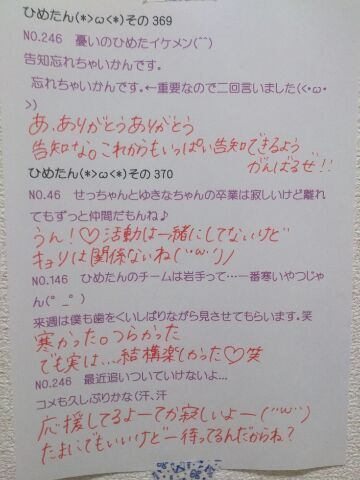 ひめたん(*>ω<*)その369
NO.246　憂いのひめたイケメン(⌒⌒)
告知忘れちゃいかんです。
忘れちゃいかんです。←重要なので二回言いました(<・ω・
>)
あ、ありがとうありがとう
告知な。これからもいっぱい告知できるよう
がんばるぜ!!
ひめたん(*>ω<*)その370
NO.46　せっちゃんとゆきなちゃんの卒業は寂しいけど離れ
てもずっと仲間だもんね♪
うん!♡活動は一緒にしてないけど
キョリは関係ないね(¨ω¨)ノ
NO.146　ひめたんのチームは岩手って…一番寒いやつじゃ
ん(°_°)
来週は僕も歯をくいしばりながら見させてもらいます。笑
寒かった。つらかった
でも実は…結構楽しかった♡笑
NO.246　最近追いついていけないよ…
コメも久しぶりかな(汗、汗
応援してるよーてか寂しいよー(¨ω¨)
たまにでもいいけど待ってるんだからね?